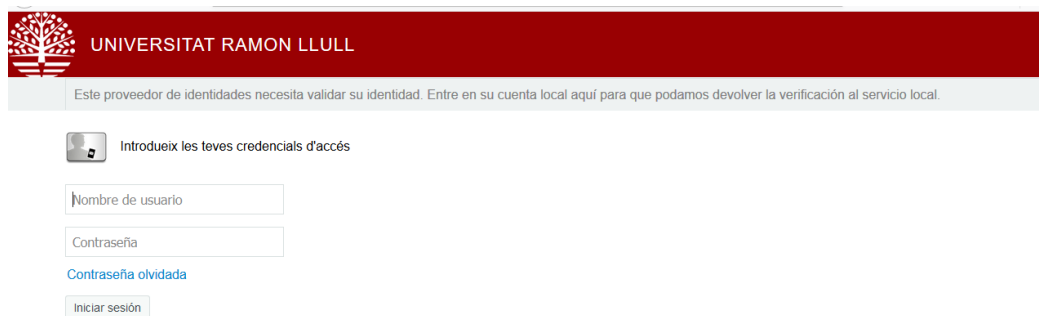 UNIVERSITAT RAMON LLULL
Este proveedor de identidades necesita validar su identidad. Entre en su cuenta local aquí para que podamos devolver la verificación al servicio local.
Introdueix les teves credencials d'accés
Nombre de usuario
Contraseña
Contraseña olvidada
Iniciar sesión